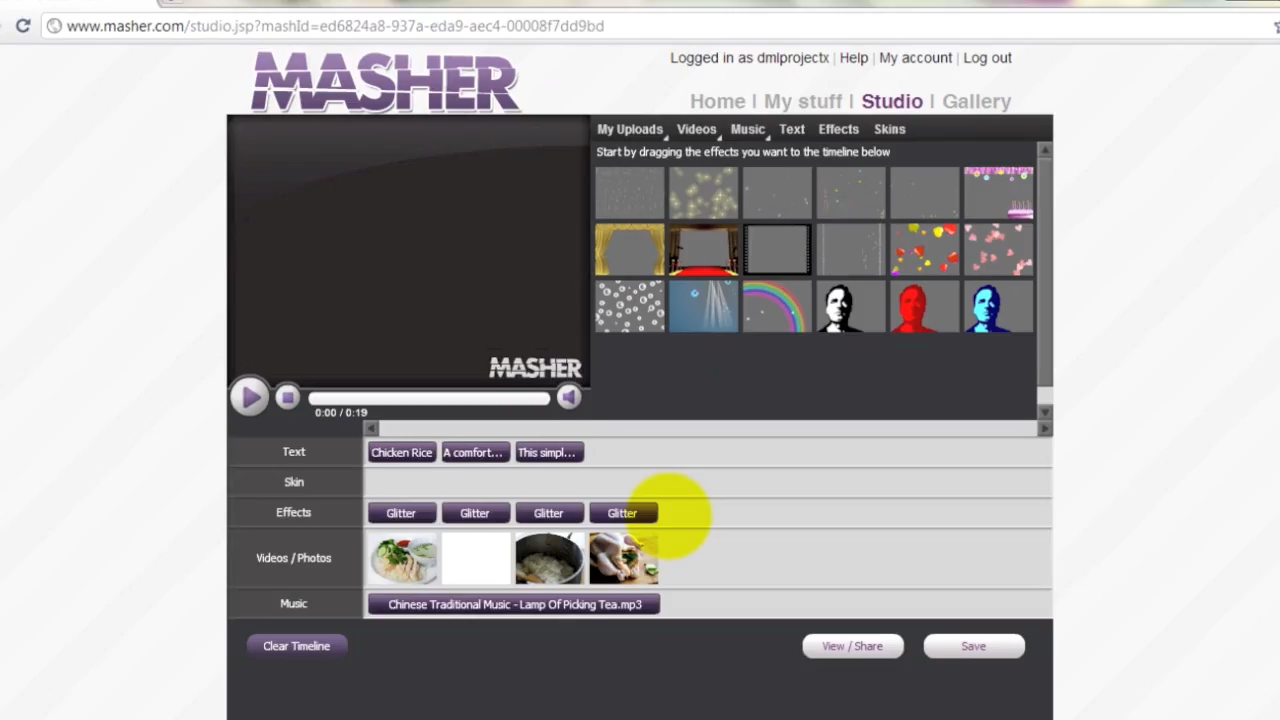 www.masher.com/studio.jsp?mashId=ed6824a8-937a-eda9-aec4-00008f7dd9bd
MASHER
Logged in as dmlprojectx | Help | My account | Log out
Home | My stuff | Studio | Gallery
My Uploads Videos Music Text Effects Skins
Start by dragging the effects you want to the timeline below
MASHER
0:00 / 0:19
Text Chicken Rice A comfort... This simpl...
Skin
Effects Glitter Glitter Glitter Glitter
Videos / Photos
Music Chinese Traditional Music - Lamp Of Picking Tea.mp3
Clear Timeline View / Share Save